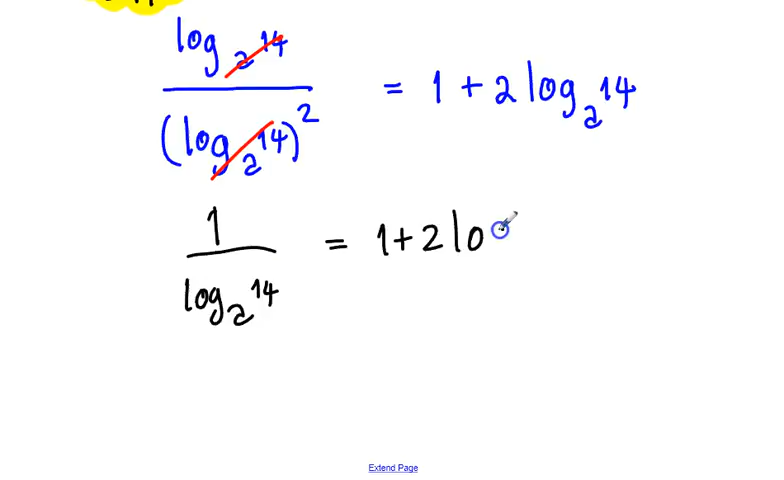 log₂14
(log₂14)² = 1 + 2 log₂14
1
log₂14 = 1 + 2 lo
Extend Page